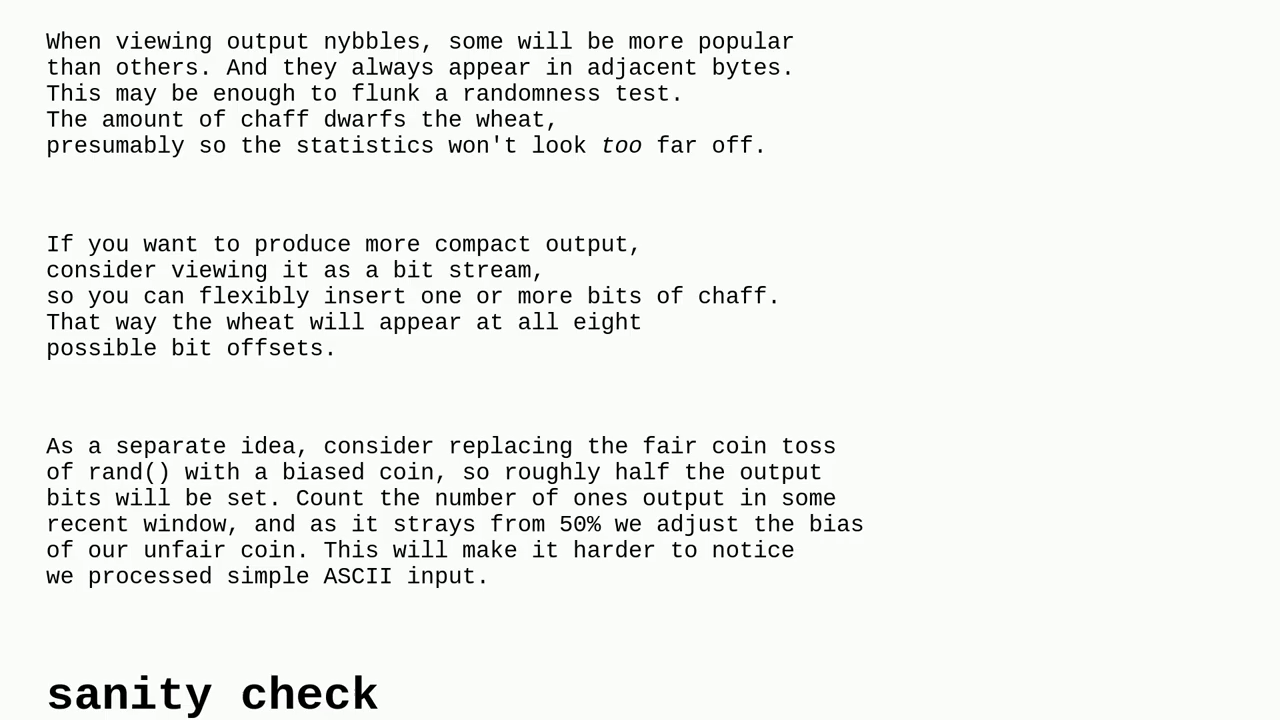 When viewing output nybbles, some will be more popular
than others. And they always appear in adjacent bytes.
This may be enough to flunk a randomness test.
The amount of chaff dwarfs the wheat,
presumably so the statistics won't look too far off.
If you want to produce more compact output,
consider viewing it as a bit stream,
so you can flexibly insert one or more bits of chaff.
That way the wheat will appear at all eight
possible bit offsets.
As a separate idea, consider replacing the fair coin toss
of rand() with a biased coin, so roughly half the output
bits will be set. Count the number of ones output in some
recent window, and as it strays from 50% we adjust the bias
of our unfair coin. This will make it harder to notice
we processed simple ASCII input.
sanity check